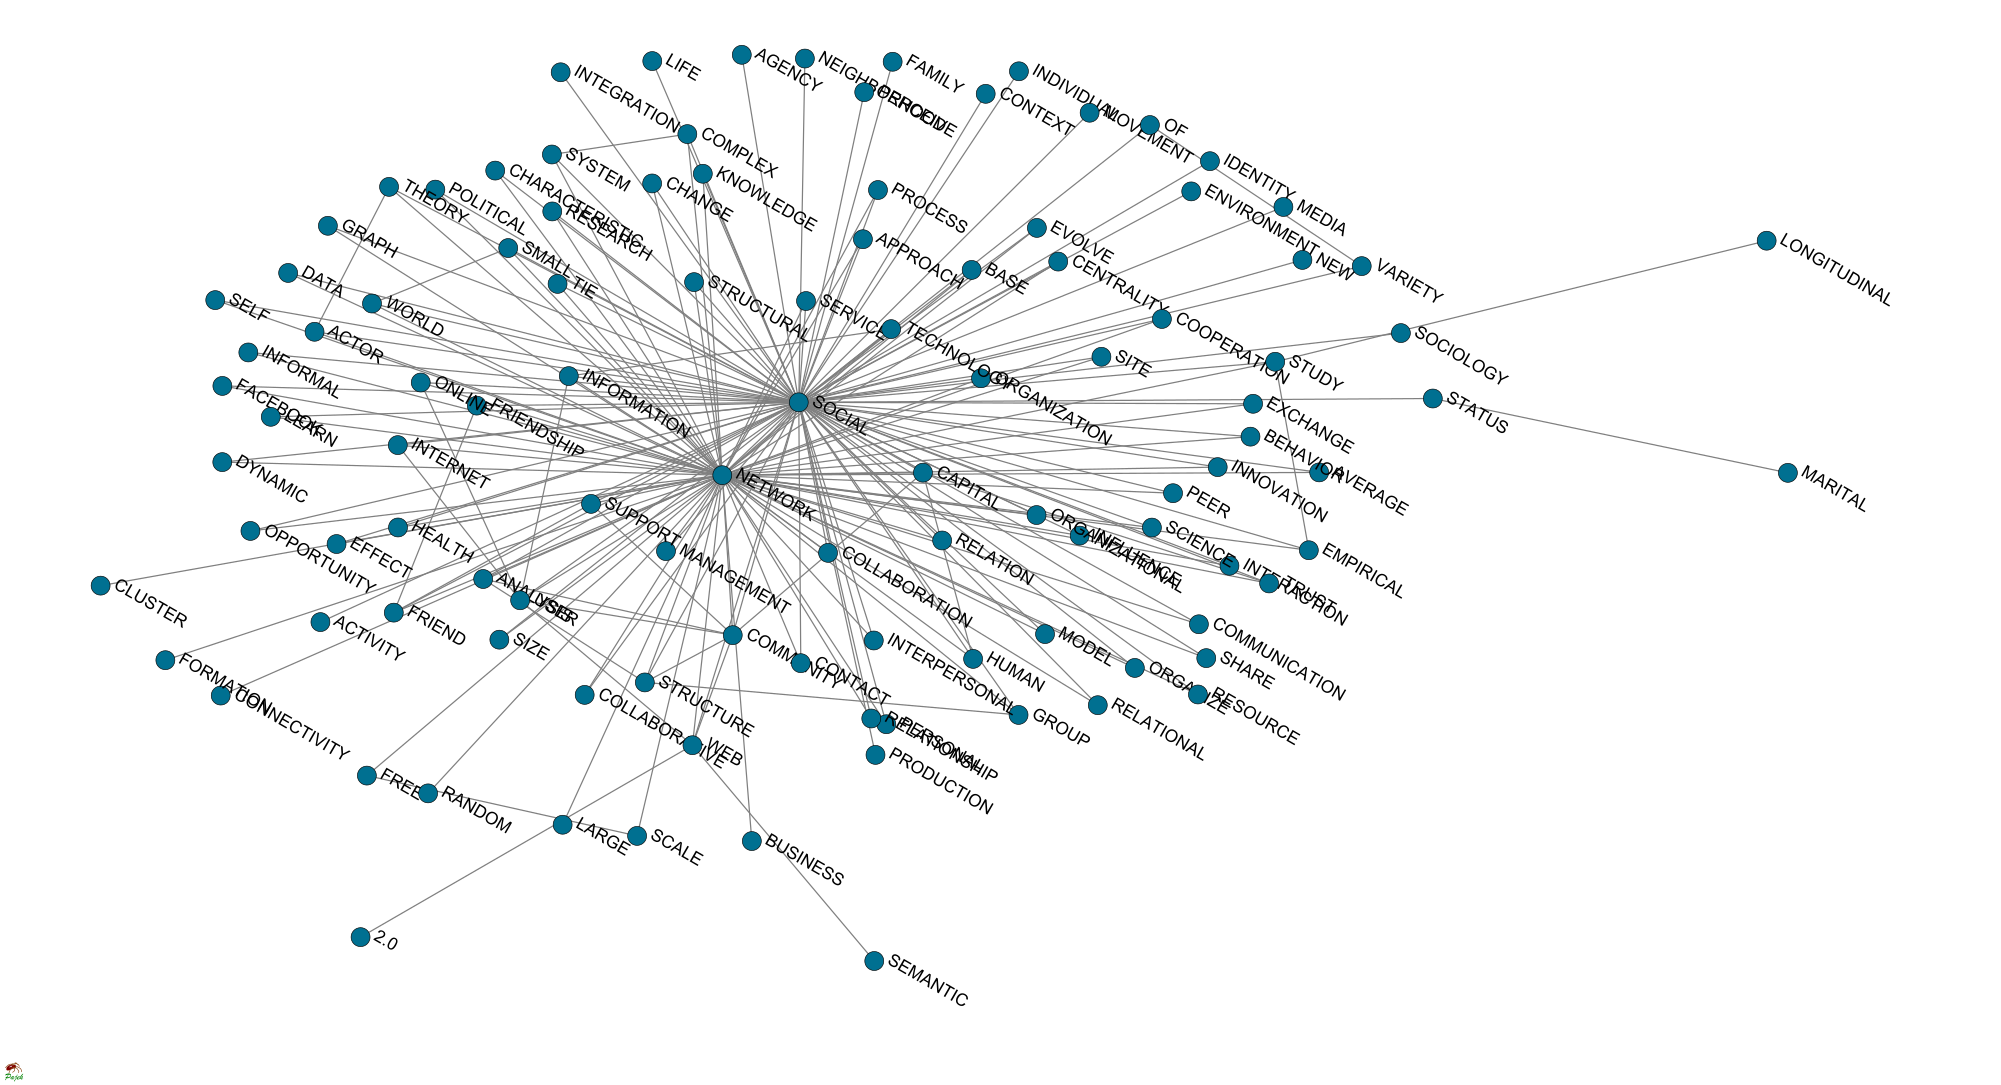 LIFE
AGENCY
NEIGHBORHOOD
FAMILY
INTEGRATION
INDIVIDUAL
PERCEIVE
CONTEXT
MOVEMENT
OF
COMPLEX
SYSTEM
IDENTITY
CHARACTERISTIC
KNOWLEDGE
CHANGE
THEORY
POLITICAL
PROCESS
ENVIRONMENT
MEDIA
RESEARCH
GRAPH
EVOLVE
APPROACH
LONGITUDINAL
SMALL
CENTRALITY
NEW
VARIETY
BASE
DATA
STRUCTURAL
TIE
SELF
WORLD
SERVICE
COOPERATION
TECHNOLOGY
ACTOR
SOCIOLOGY
INFORMAL
SITE
STUDY
INFORMATION
ORGANIZATION
ONLINE
FACEBOOK
STATUS
SOCIAL
EXCHANGE
FRIENDSHIP
LEARN
BEHAVIOR
INTERNET
DYNAMIC
INNOVATION
AVERAGE
CAPITAL
MARITAL
NETWORK
PEER
SUPPORT
ORGANIZATIONAL
HEALTH
SCIENCE
OPPORTUNITY
INFLUENCE
RELATION
EFFECT
EMPIRICAL
MANAGEMENT
COLLABORATION
INTERACTION
ANALYSIS
TRUST
CLUSTER
USER
FRIEND
ACTIVITY
COMMUNICATION
MODEL
COMMUNITY
SIZE
INTERPERSONAL
SHARE
HUMAN
FORMATION
CONTACT
ORGANIZE
STRUCTURE
RESOURCE
CONNECTIVITY
COLLABORATIVE
RELATIONAL
GROUP
RELATIONSHIP
PERSONAL
WEB
PRODUCTION
FREE
RANDOM
LARGE
SCALE
BUSINESS
2.0
SEMANTIC
Pajek